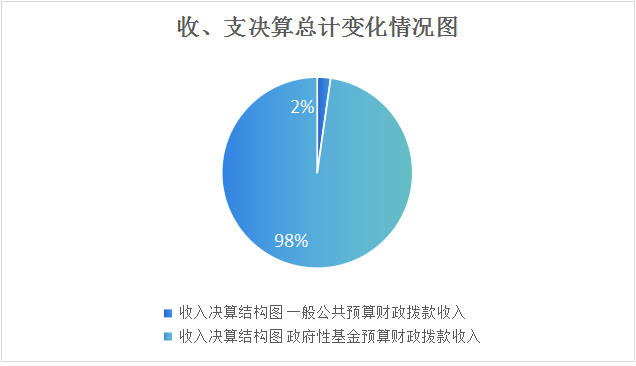 收、支决算总计变化情况图
2%
98%
收入决算结构图 一般公共预算财政拨款收入
收入决算结构图 政府性基金预算财政拨款收入